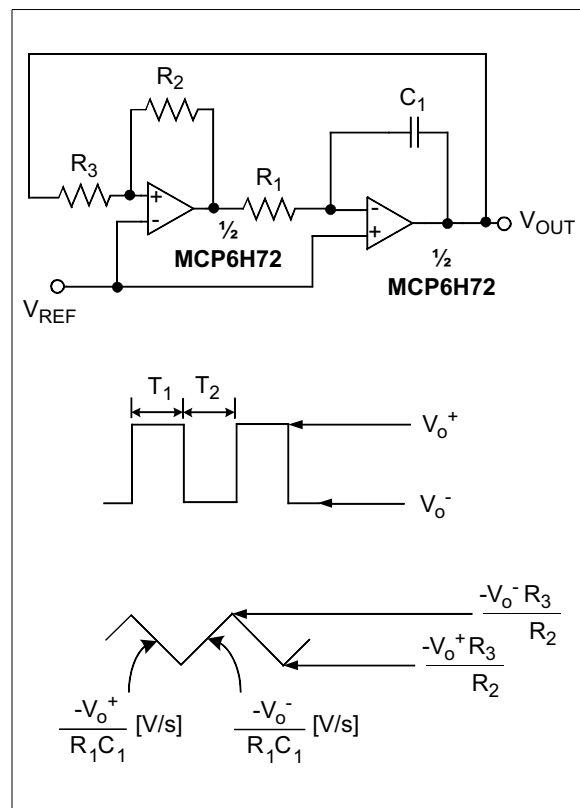 R2
C1
R3
R1
+
-
-
+
½
MCP6H72
½
MCP6H72
VOUT
VREF
T1 T2
Vo+
Vo-
-Vo- R3
R2
-Vo+ R3
R2
-Vo+
R1C1 [V/s]
-Vo-
R1C1 [V/s]